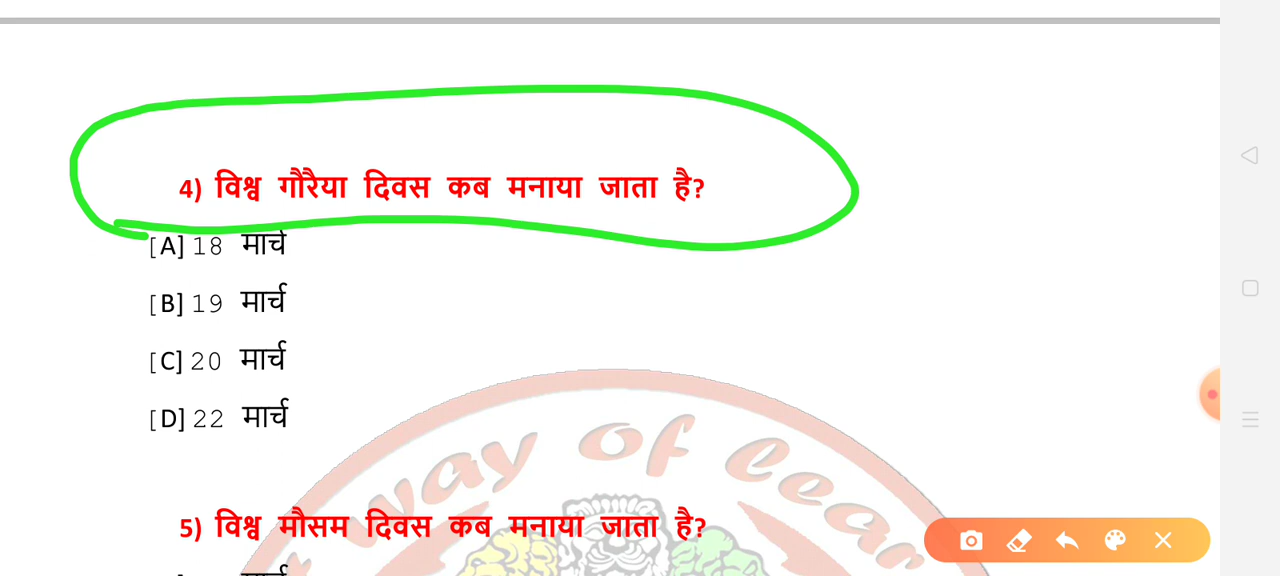 4) विश्व गौरैया दिवस कब मनाया जाता है?
[A] 18 मार्च
[B] 19 मार्च
[C] 20 मार्च
[D] 22 मार्च
way of lear
5) विश्व मौसम दिवस कब मनाया जाता है?